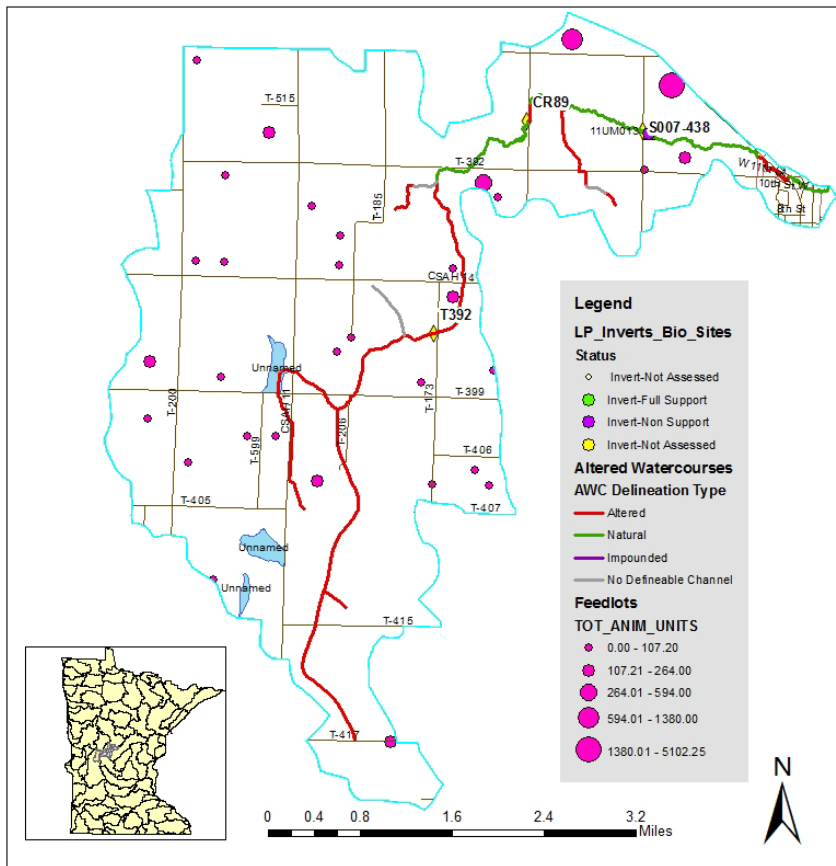 CR89
T-515
11UM013
S007-438
T-392
W 11th
10th St W
8th St
T-185
CSAH 14
T392
Unnamed
T-200
T-599
CSAH 11
T-206
T-173
T-399
T-406
T-405
T-407
Unnamed
Unnamed
T-415
T-417
Legend
LP_Inverts_Bio_Sites
Status
Invert-Not Assessed
Invert-Full Support
Invert-Non Support
Invert-Not Assessed
Altered Watercourses
AWC Delineation Type
Altered
Natural
Impounded
No Defineable Channel
Feedlots
TOT_ANIM_UNITS
0.00 - 107.20
107.21 - 264.00
264.01 - 594.00
594.01 - 1380.00
1380.01 - 5102.25
N
0 0.4 0.8 1.6 2.4 3.2
Miles